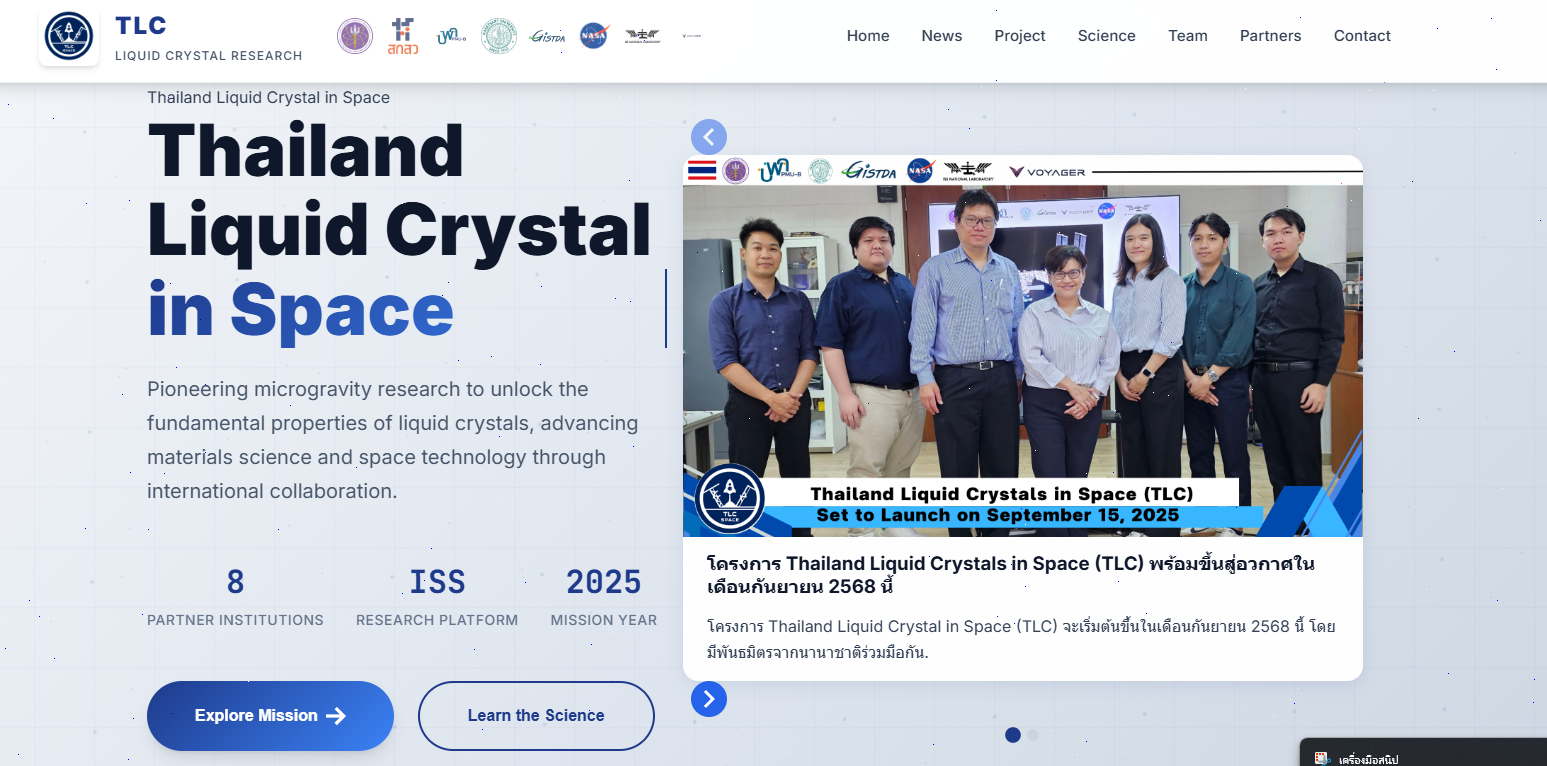 TLC
LIQUID CRYSTAL RESEARCH
สกสว
PMU-B
GISTDA
NASA
Home
News
Project
Science
Team
Partners
Contact
Thailand Liquid Crystal in Space
Thailand
Liquid Crystal
in Space
Pioneering microgravity research to unlock the
fundamental properties of liquid crystals, advancing
materials science and space technology through
international collaboration.
8
PARTNER INSTITUTIONS
ISS
RESEARCH PLATFORM
2025
MISSION YEAR
Explore Mission
Learn the Science
PMU-B
GISTDA
NASA
ISS NATIONAL LABORATORY
VOYAGER
TLC
SPACE
Thailand Liquid Crystals in Space (TLC)
Set to Launch on September 15, 2025
โครงการ Thailand Liquid Crystals in Space (TLC) พร้อมขึ้นสู่อวกาศใน
เดือนกันยายน 2568 นี้
โครงการ Thailand Liquid Crystal in Space (TLC) จะเริ่มต้นขึ้นในเดือนกันยายน 2568 นี้ โดย
มีพันธมิตรจากนานาชาติร่วมมือกัน.
เครื่องมือสนิป